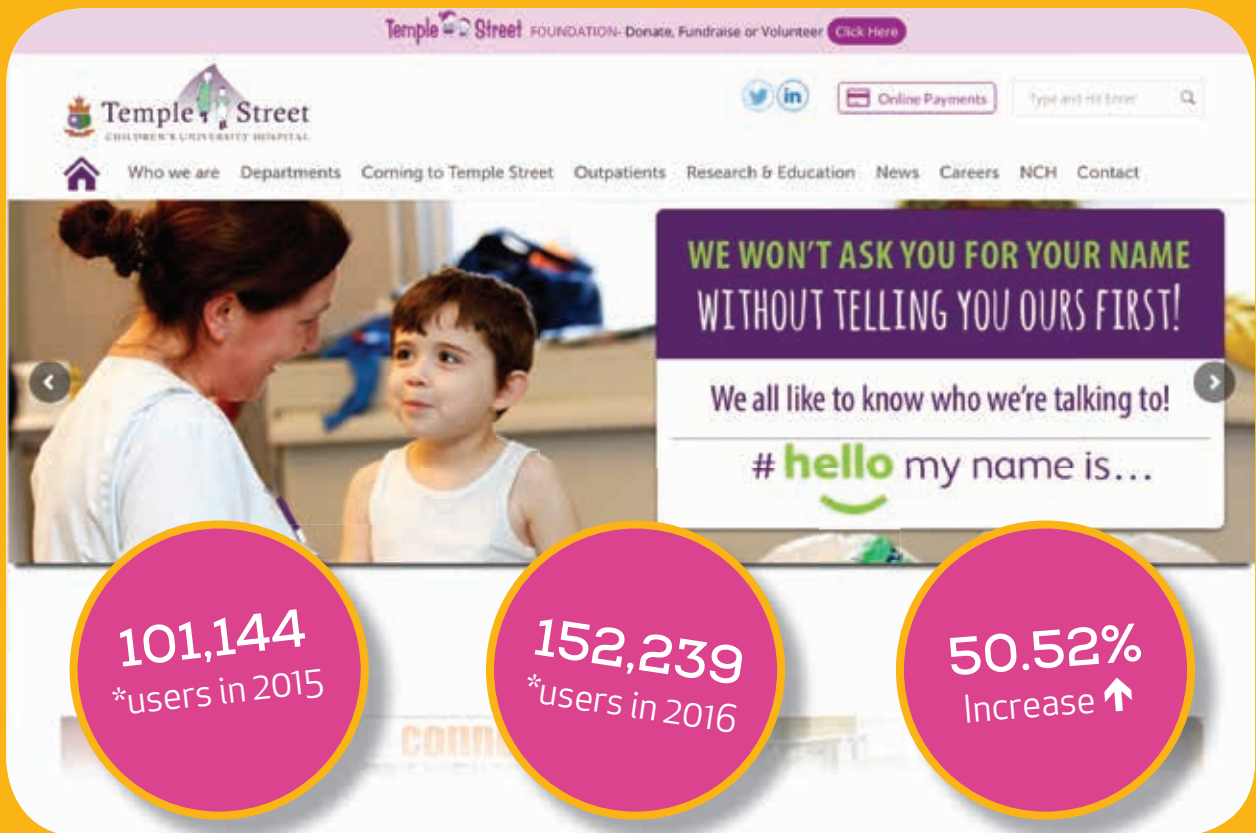 Temple Street FOUNDATION- Donate, Fundraise or Volunteer Click Here
Temple Street
CHILDREN'S UNIVERSITY HOSPITAL
in Online Payments Type and Hit Enter
Who we are Departments Coming to Temple Street Outpatients Research & Education News Careers NCH Contact
WE WON'T ASK YOU FOR YOUR NAME
WITHOUT TELLING YOU OURS FIRST!
We all like to know who we're talking to!
# hello my name is...
101,144
*users in 2015
152,239
*users in 2016
50.52%
Increase